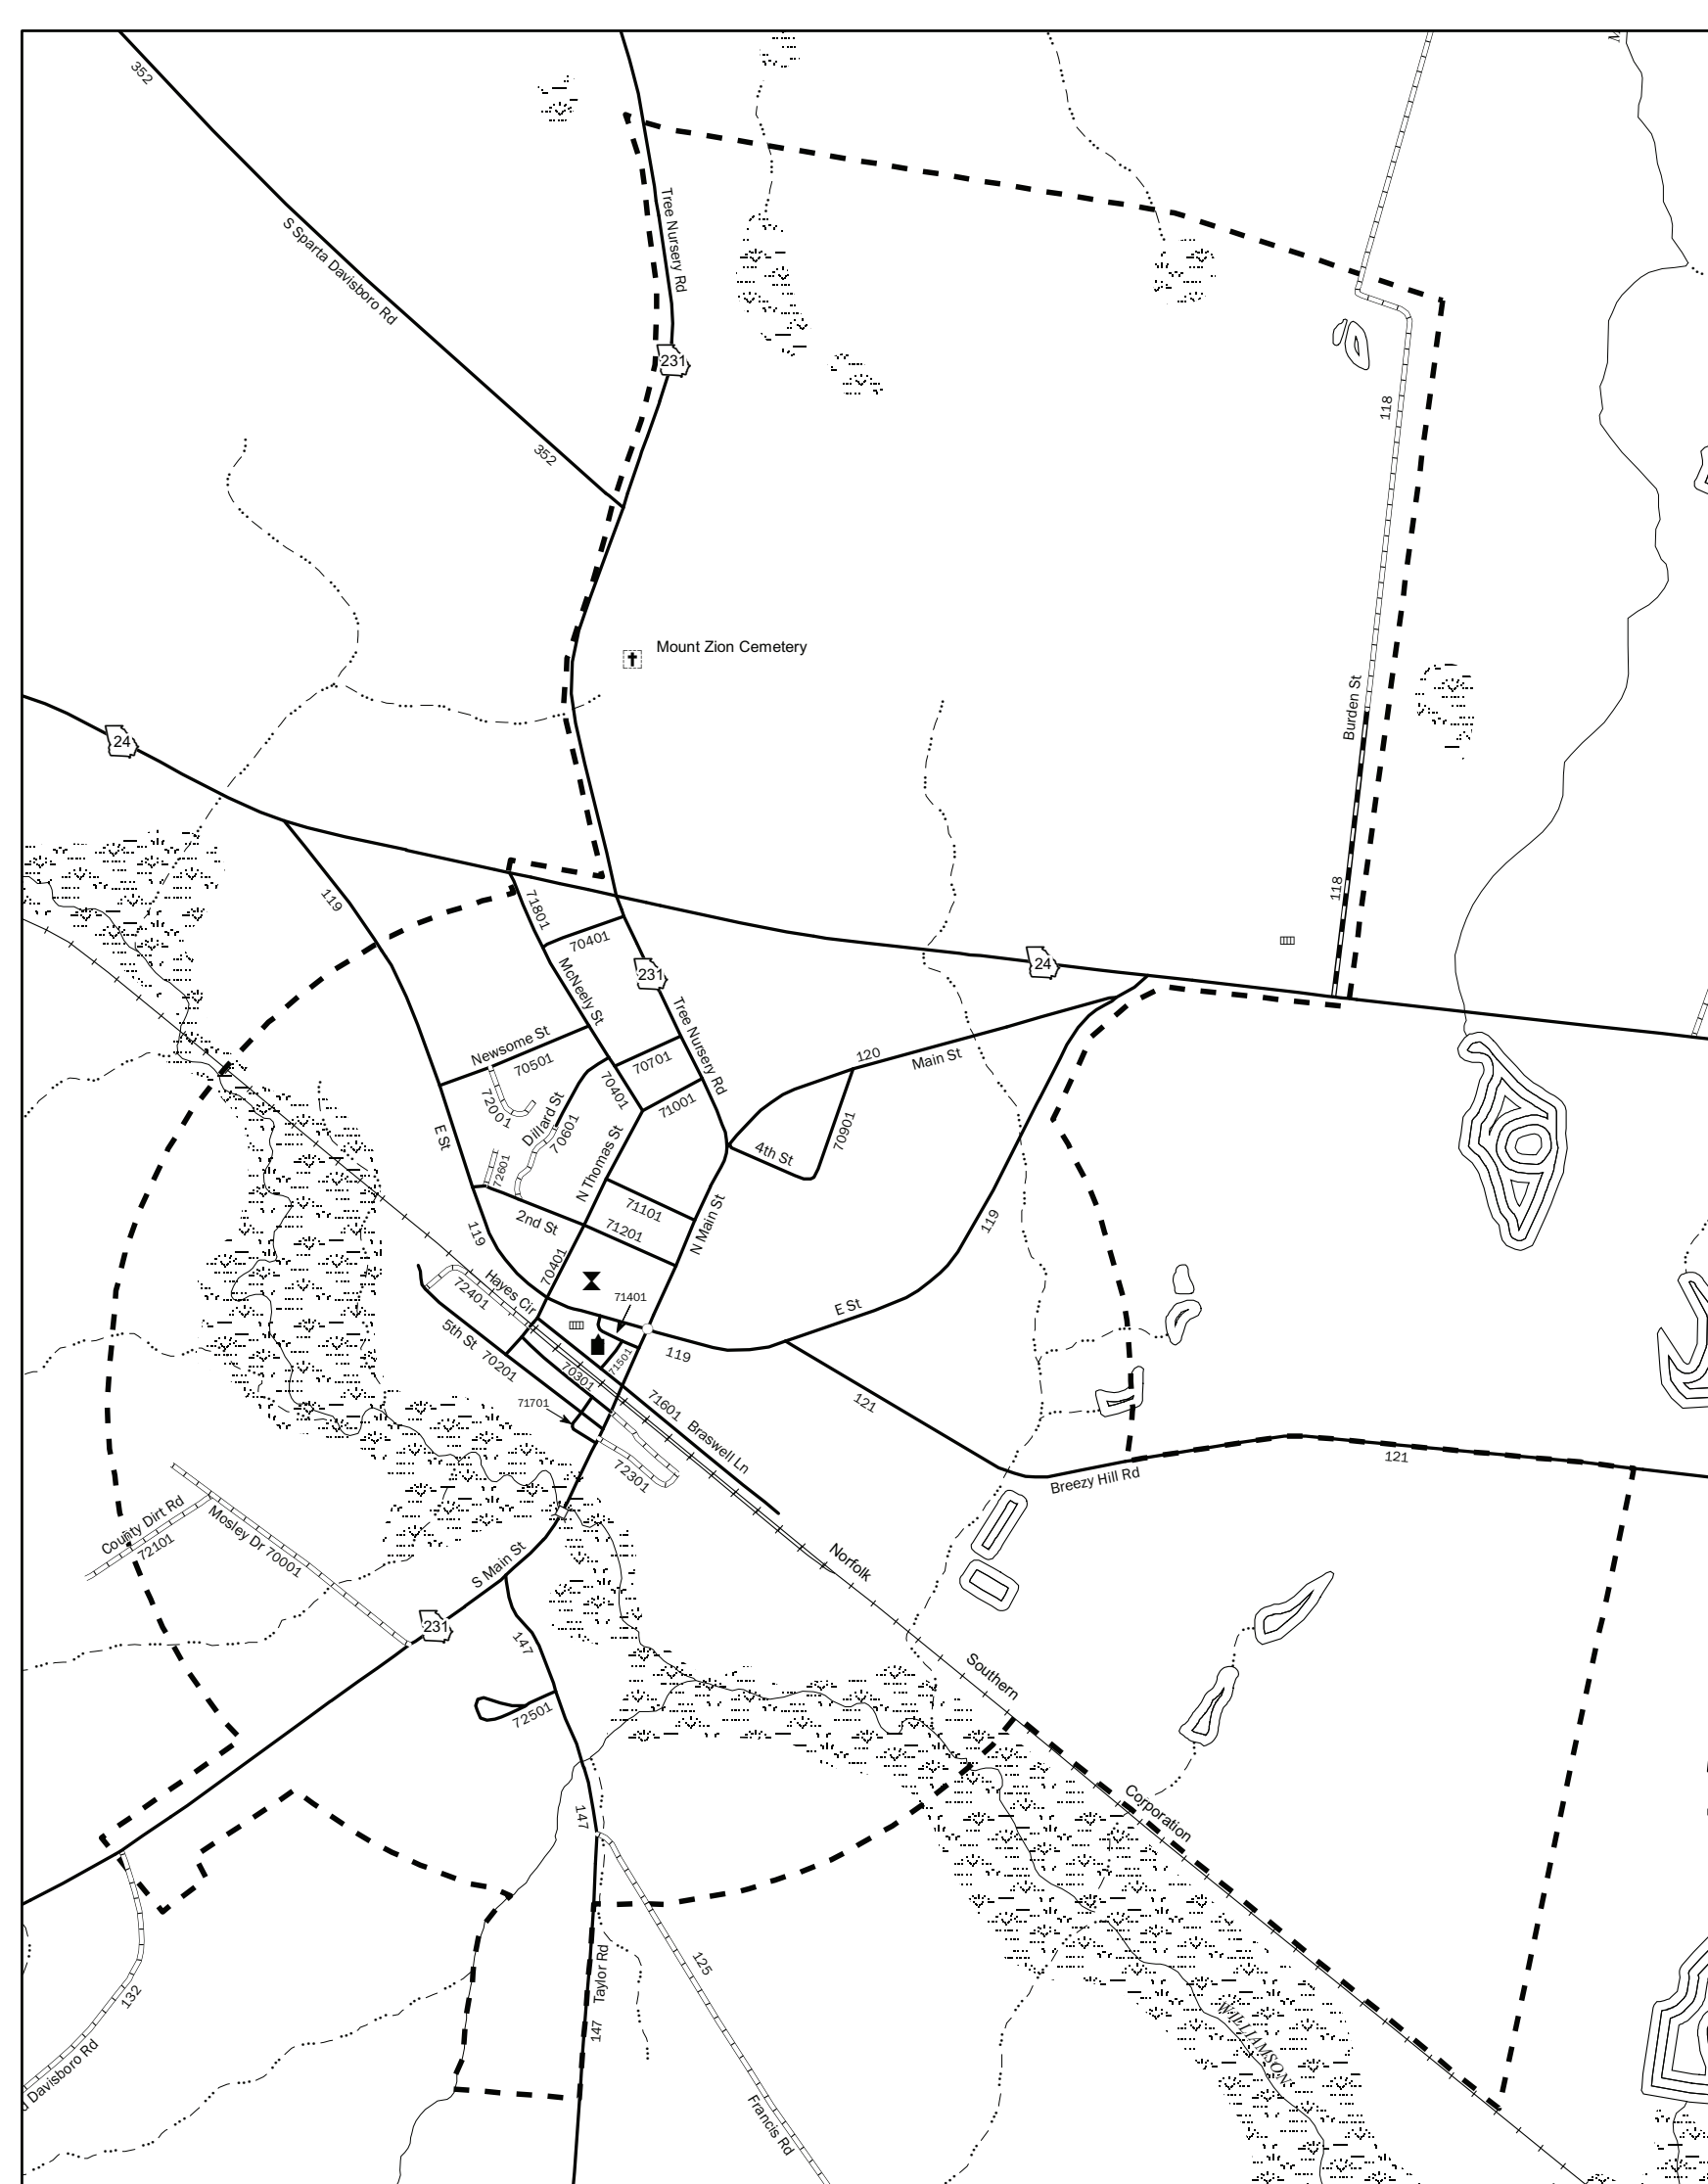 M
352
S Sparta Davisboro Rd
Tree Nursery Rd
231
118
352
Mount Zion Cemetery
Burden St
24
118
119
71801
70401
231
24
McNeely St
Tree Nursery Rd
Newsome St
70501
70701
120
Main St
72001
70401
71001
Dillard St
70601
E St
70901
4th St
72601
N Thomas St
71101
2nd St
71201
N Main St
119
119
70401
Hayes Cir
72401
71401
E St
5th St
70201
70301
71501
119
71601
121
71701
Braswell Ln
72301
121
Breezy Hill Rd
County Dirt Rd
72101
Mosley Dr 70001
S Main St
Norfolk
231
147
Southern
72501
147
Corporation
125
Taylor Rd
132
147
WILLIAMSON
Davisboro Rd
Francis Rd